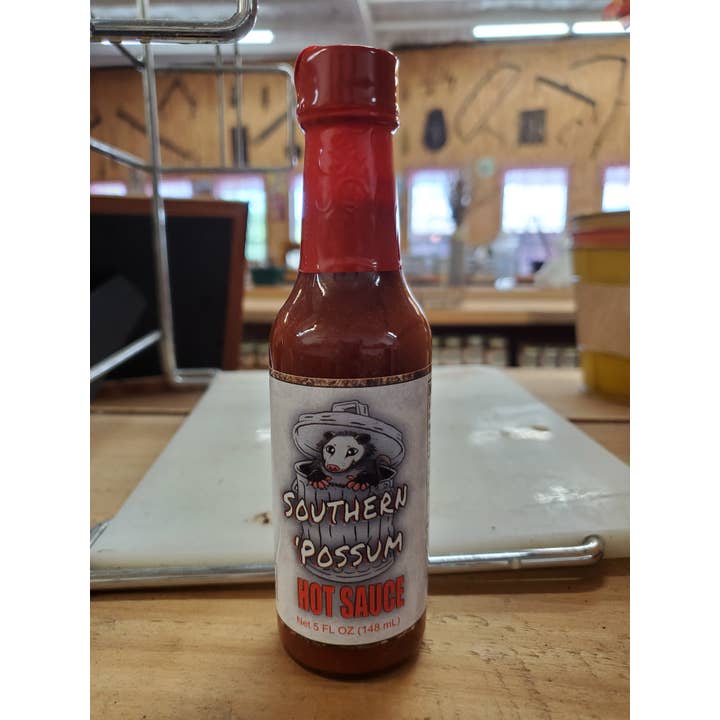 SOUTHERN
'POSSUM
HOT SAUCE
Net 5 FL OZ (148 mL)